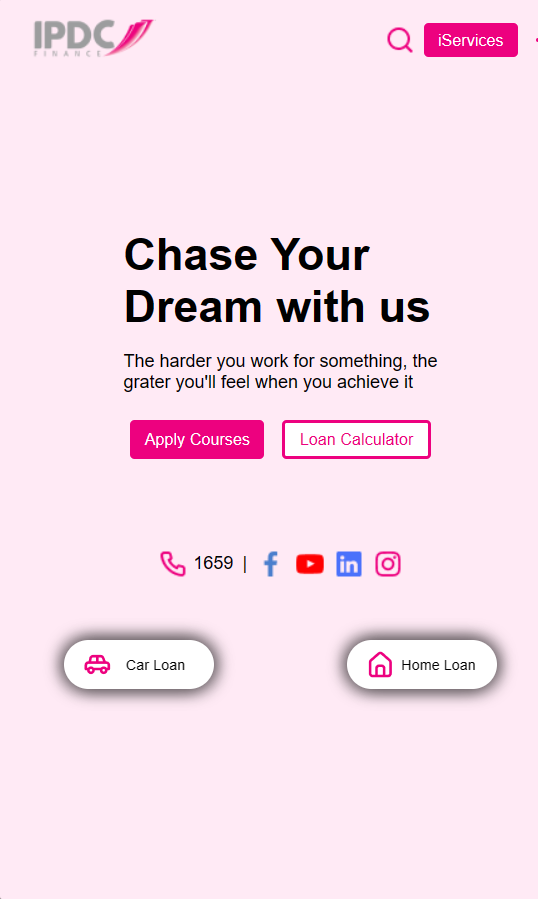 IPDC
FINANCE
iServices
Chase Your
Dream with us
The harder you work for something, the
grater you'll feel when you achieve it
Apply Courses
Loan Calculator
1659 |
Car Loan
Home Loan